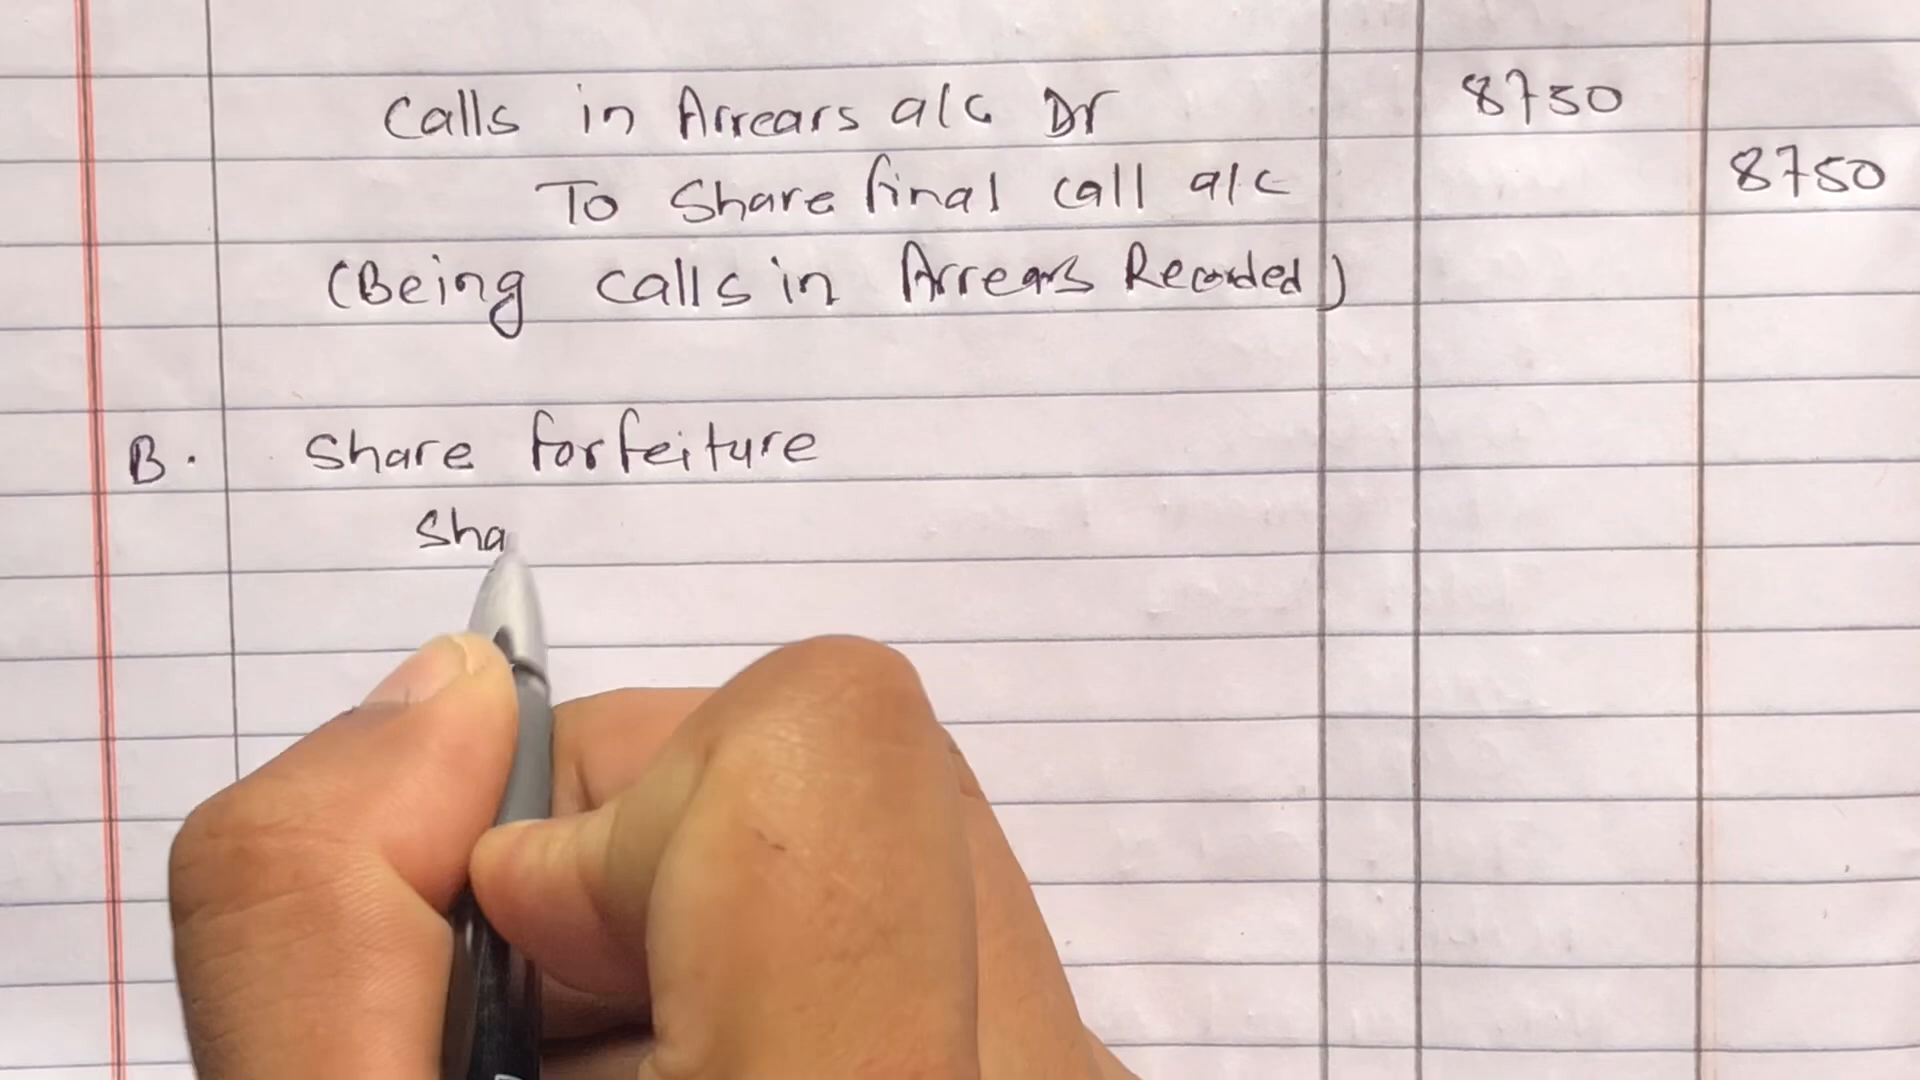 Calls in Arrears a/c Dr 8750
To Share final call a/c 8750
(Being calls in Arrears Recorded)
B. Share forfeiture
Sha